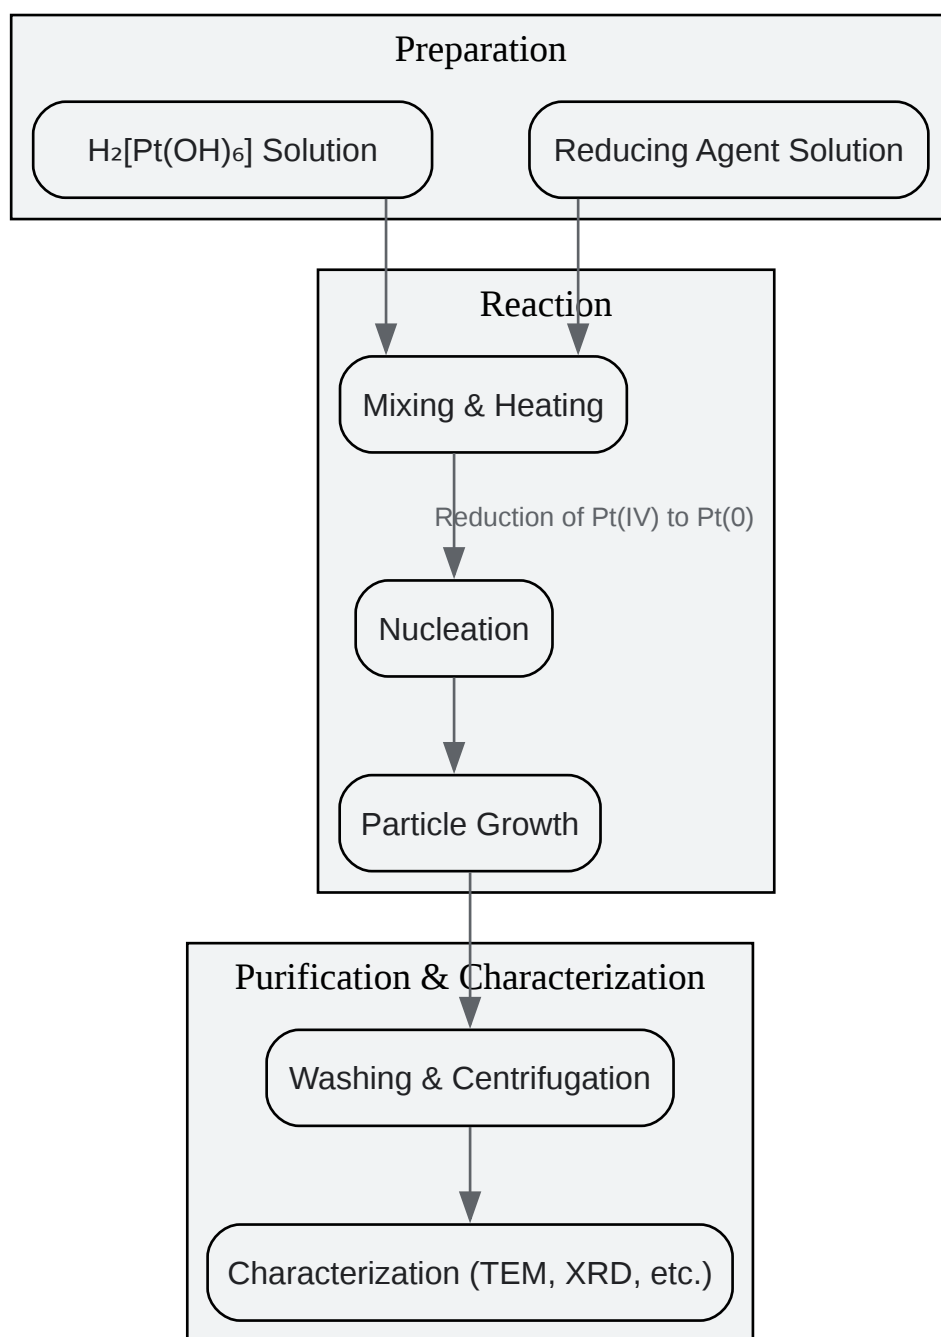 Preparation
H₂[Pt(OH)₆] Solution
Reducing Agent Solution
Reaction
Mixing & Heating
Reduction of Pt(IV) to Pt(0)
Nucleation
Particle Growth
Purification & Characterization
Washing & Centrifugation
Characterization (TEM, XRD, etc.)